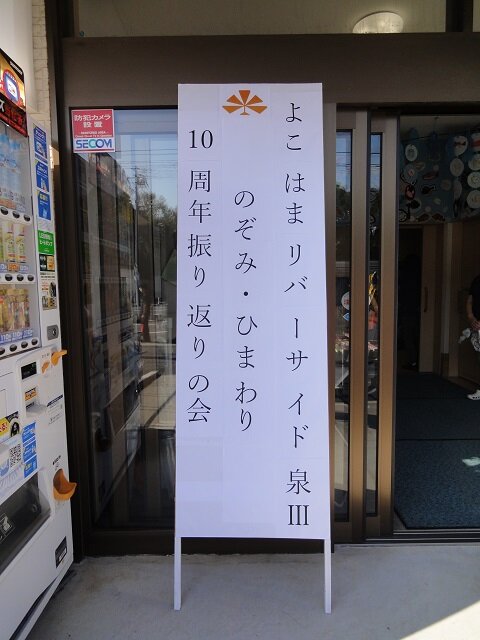 よこはまリバーサイド泉III
のぞみ・ひまわり
10周年振り返りの会
防犯カメラ
設置
SECOM